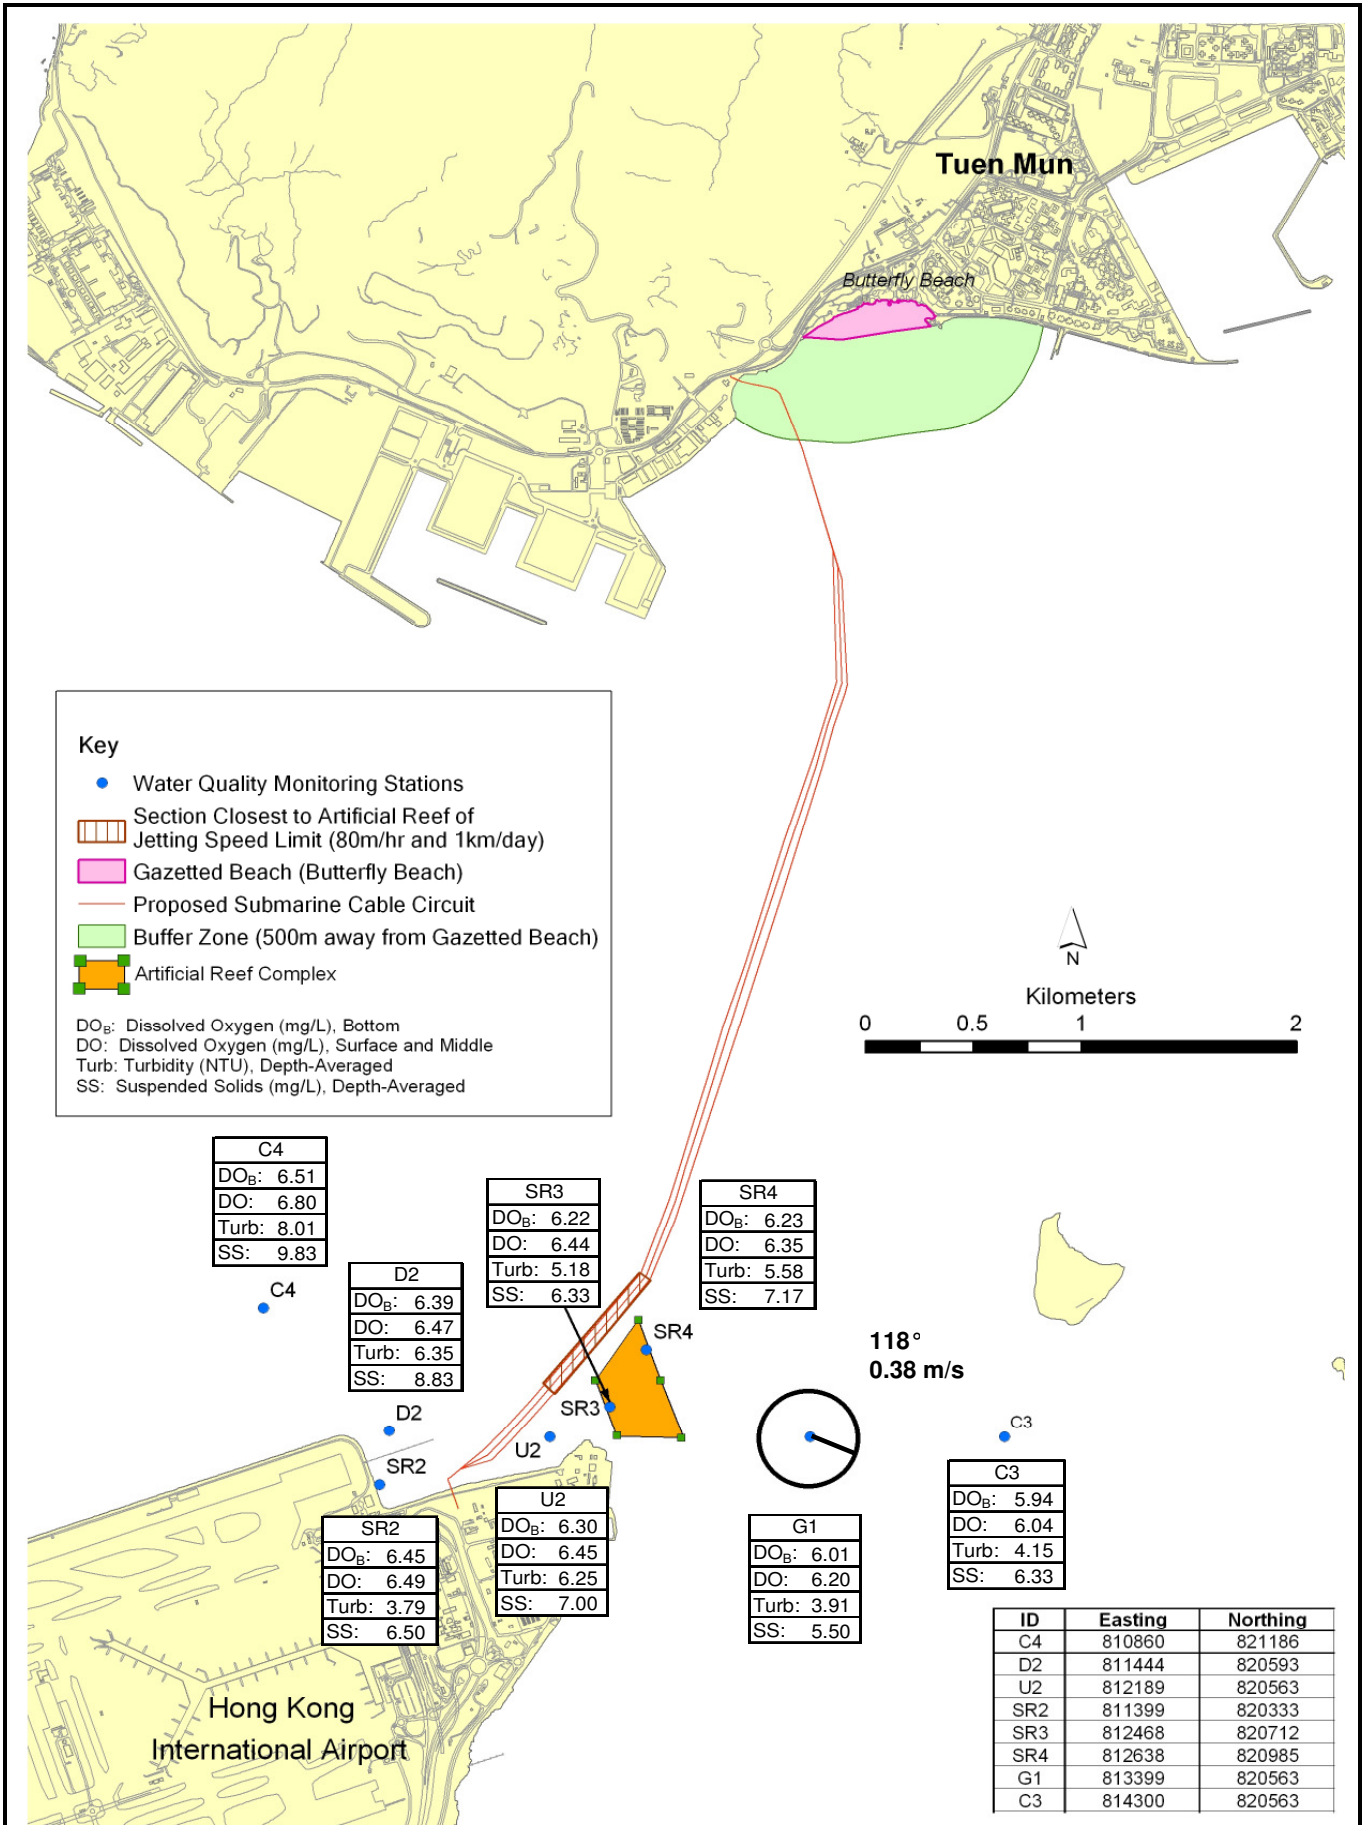 Tuen Mun
Butterfly Beach
Key
Water Quality Monitoring Stations
Section Closest to Artificial Reef of
Jetting Speed Limit (80m/hr and 1km/day)
Gazetted Beach (Butterfly Beach)
Proposed Submarine Cable Circuit
Buffer Zone (500m away from Gazetted Beach)
Artificial Reef Complex
DOB: Dissolved Oxygen (mg/L), Bottom
DO: Dissolved Oxygen (mg/L), Surface and Middle
Turb: Turbidity (NTU), Depth-Averaged
SS: Suspended Solids (mg/L), Depth-Averaged
N
Kilometers
0 0.5 1 2
C4
DOB: 6.51
DO: 6.80
Turb: 8.01
SS: 9.83
C4
D2
DOB: 6.39
DO: 6.47
Turb: 6.35
SS: 8.83
D2
SR3
DOB: 6.22
DO: 6.44
Turb: 5.18
SS: 6.33
SR3
SR4
DOB: 6.23
DO: 6.35
Turb: 5.58
SS: 7.17
SR4
118°
0.38 m/s
SR2
SR2
DOB: 6.45
DO: 6.49
Turb: 3.79
SS: 6.50
U2
U2
DOB: 6.30
DO: 6.45
Turb: 6.25
SS: 7.00
G1
DOB: 6.01
DO: 6.20
Turb: 3.91
SS: 5.50
C3
C3
DOB: 5.94
DO: 6.04
Turb: 4.15
SS: 6.33
Hong Kong
International Airport
ID Easting Northing
C4 810860 821186
D2 811444 820593
U2 812189 820563
SR2 811399 820333
SR3 812468 820712
SR4 812638 820985
G1 813399 820563
C3 814300 820563